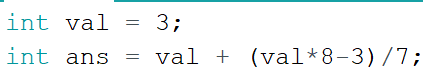 int val = 3;
int ans = val + (val*8-3)/7;